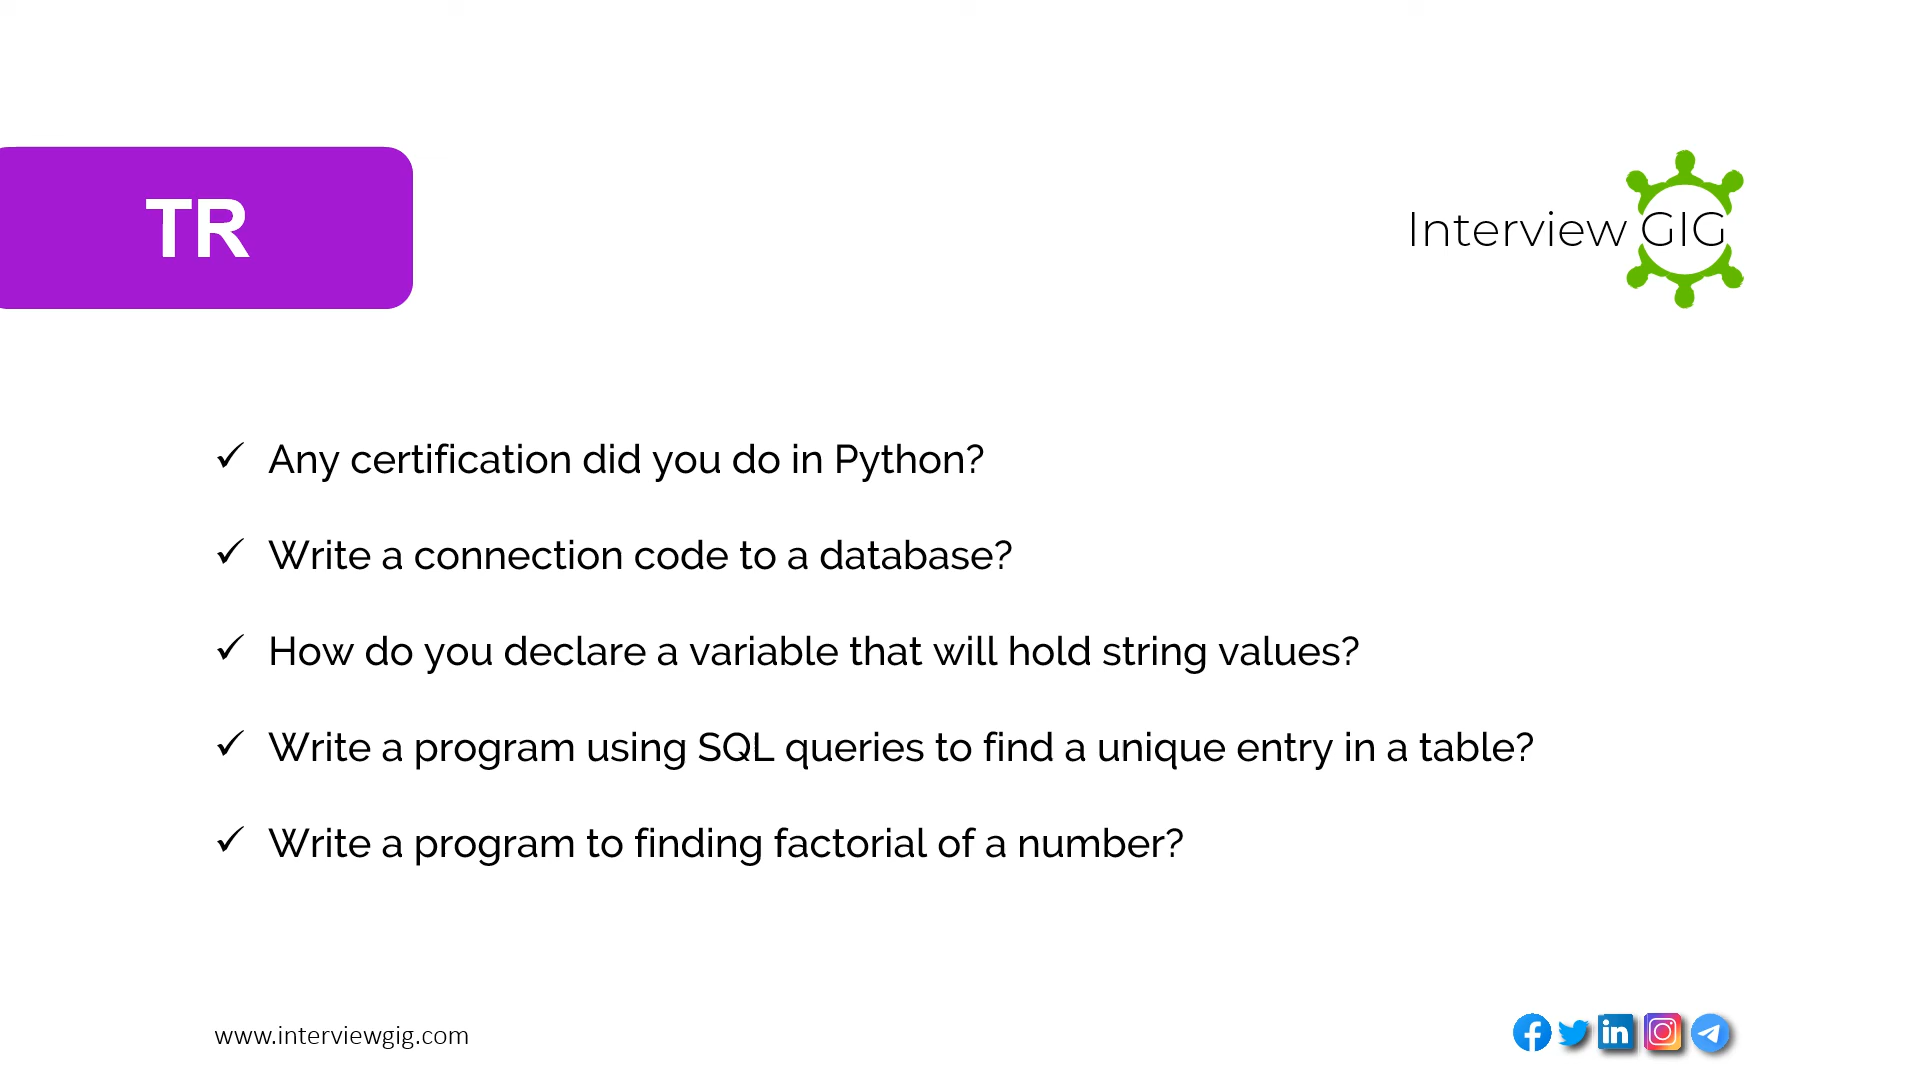 TR
Interview GIG
✓ Any certification did you do in Python?
✓ Write a connection code to a database?
✓ How do you declare a variable that will hold string values?
✓ Write a program using SQL queries to find a unique entry in a table?
✓ Write a program to finding factorial of a number?
www.interviewgig.com